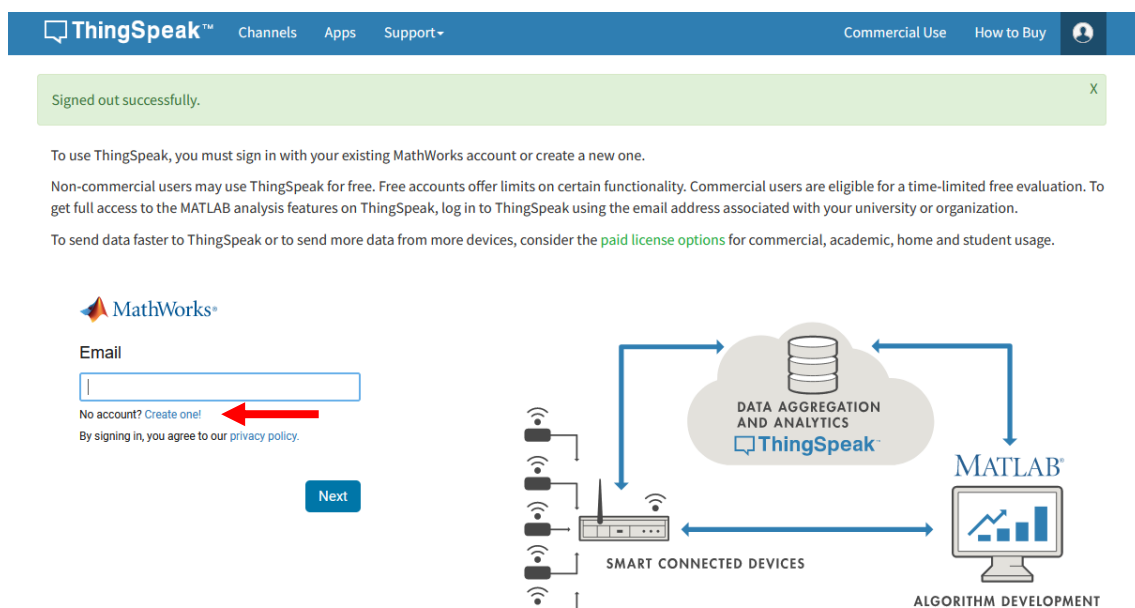 ThingSpeak™ Channels Apps Support Commercial Use How to Buy
Signed out successfully. X
To use ThingSpeak, you must sign in with your existing MathWorks account or create a new one.
Non-commercial users may use ThingSpeak for free. Free accounts offer limits on certain functionality. Commercial users are eligible for a time-limited free evaluation. To
get full access to the MATLAB analysis features on ThingSpeak, log in to ThingSpeak using the email address associated with your university or organization.
To send data faster to ThingSpeak or to send more data from more devices, consider the paid license options for commercial, academic, home and student usage.
MathWorks®
Email
No account? Create one!
By signing in, you agree to our privacy policy.
Next
DATA AGGREGATION
AND ANALYTICS
ThingSpeak™
MATLAB®
SMART CONNECTED DEVICES
ALGORITHM DEVELOPMENT